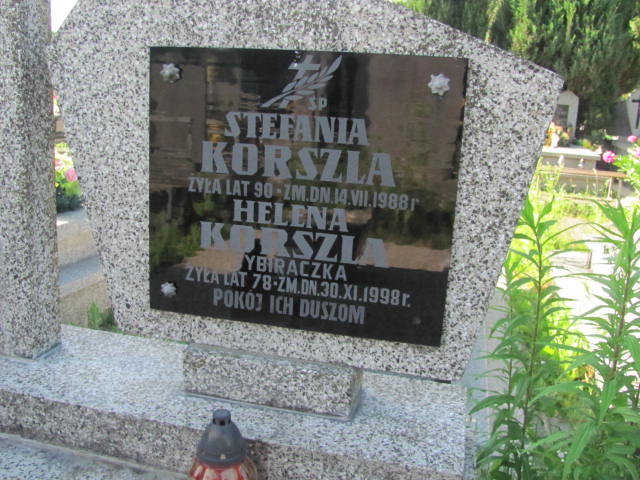 ŚP
STEFANIA
KORSZLA
ŻYŁA LAT 90 - ZM. DN. 14.VII.1988 r
HELENA
KORSZLA
SYBIRACZKA
ŻYŁA LAT 78 - ZM. DN. 30.XI.1998 r.
POKÓJ ICH DUSZOM